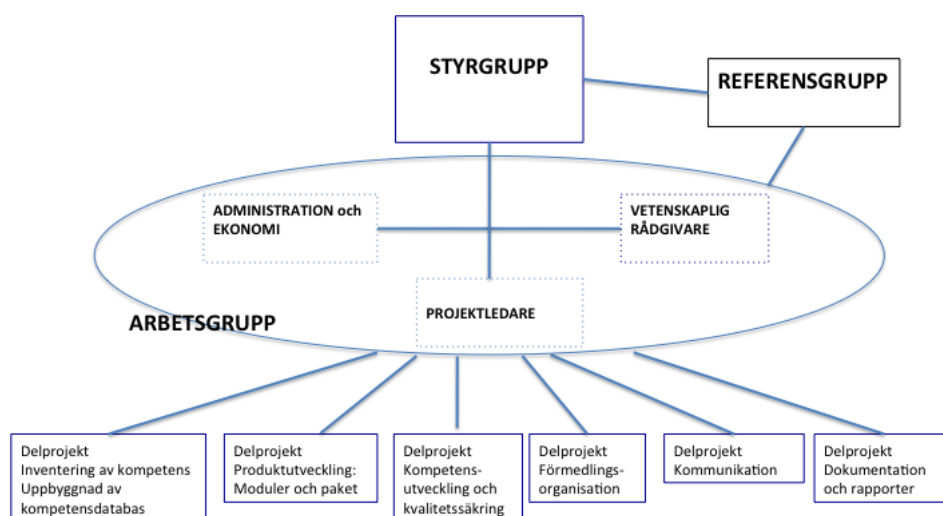 STYRGRUPP
REFERENSGRUPP
ADMINISTRATION och
EKONOMI
VETENSKAPLIG
RÅDGIVARE
PROJEKTLEDARE
ARBETSGRUPP
Delprojekt
Inventering av kompetens
Uppbyggnad av
kompetensdatabas
Delprojekt
Produktutveckling:
Moduler och paket
Delprojekt
Kompetens-
utveckling och
kvalitetssäkring
Delprojekt
Förmedlings-
organisation
Delprojekt
Kommunikation
Delprojekt
Dokumentation
och rapporter